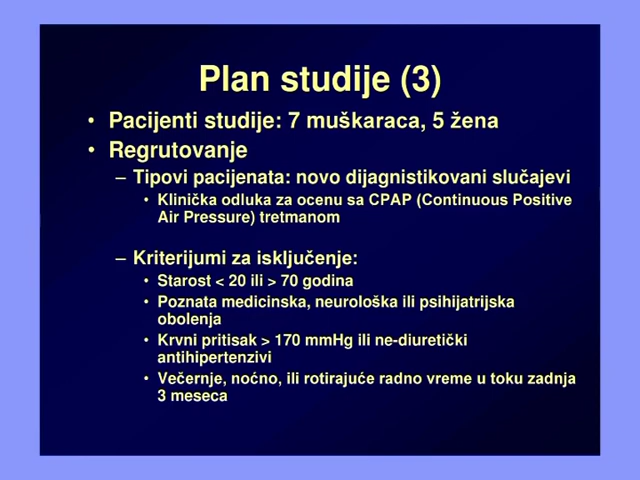 Plan studije (3)
• Pacijenti studije: 7 muškaraca, 5 žena
• Regrutovanje
– Tipovi pacijenata: novo dijagnistikovani slučajevi
• Klinička odluka za ocenu sa CPAP (Continuous Positive
Air Pressure) tretmanom
– Kriterijumi za isključenje:
• Starost < 20 ili > 70 godina
• Poznata medicinska, neurološka ili psihijatrijska
obolenja
• Krvni pritisak > 170 mmHg ili ne-diuretički
antihipertenzivi
• Večernje, noćno, ili rotirajuće radno vreme u toku zadnja
3 meseca